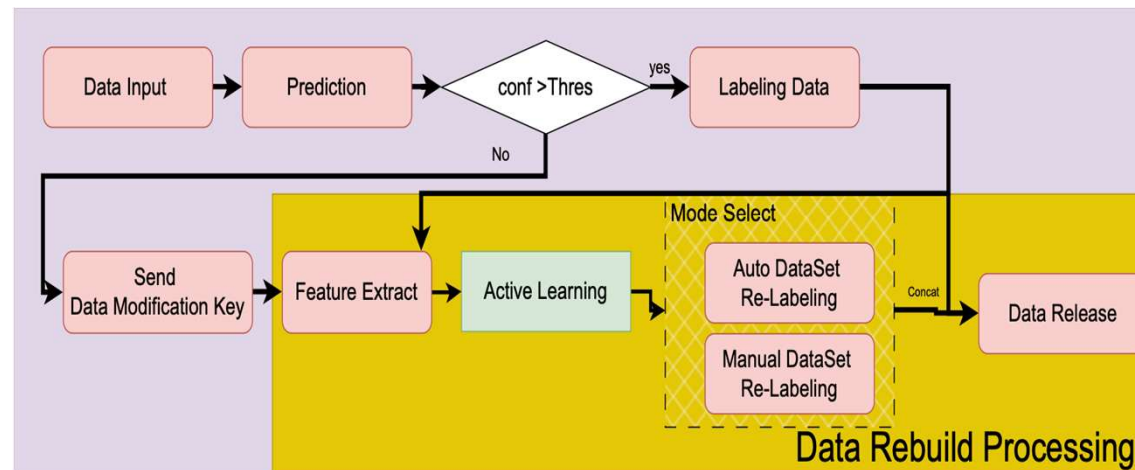 Data Input
Prediction
conf >Thres
yes
Labeling Data
No
Mode Select
Send
Data Modification Key
Feature Extract
Active Learning
Auto DataSet
Re-Labeling
Manual DataSet
Re-Labeling
Concat
Data Release
Data Rebuild Processing